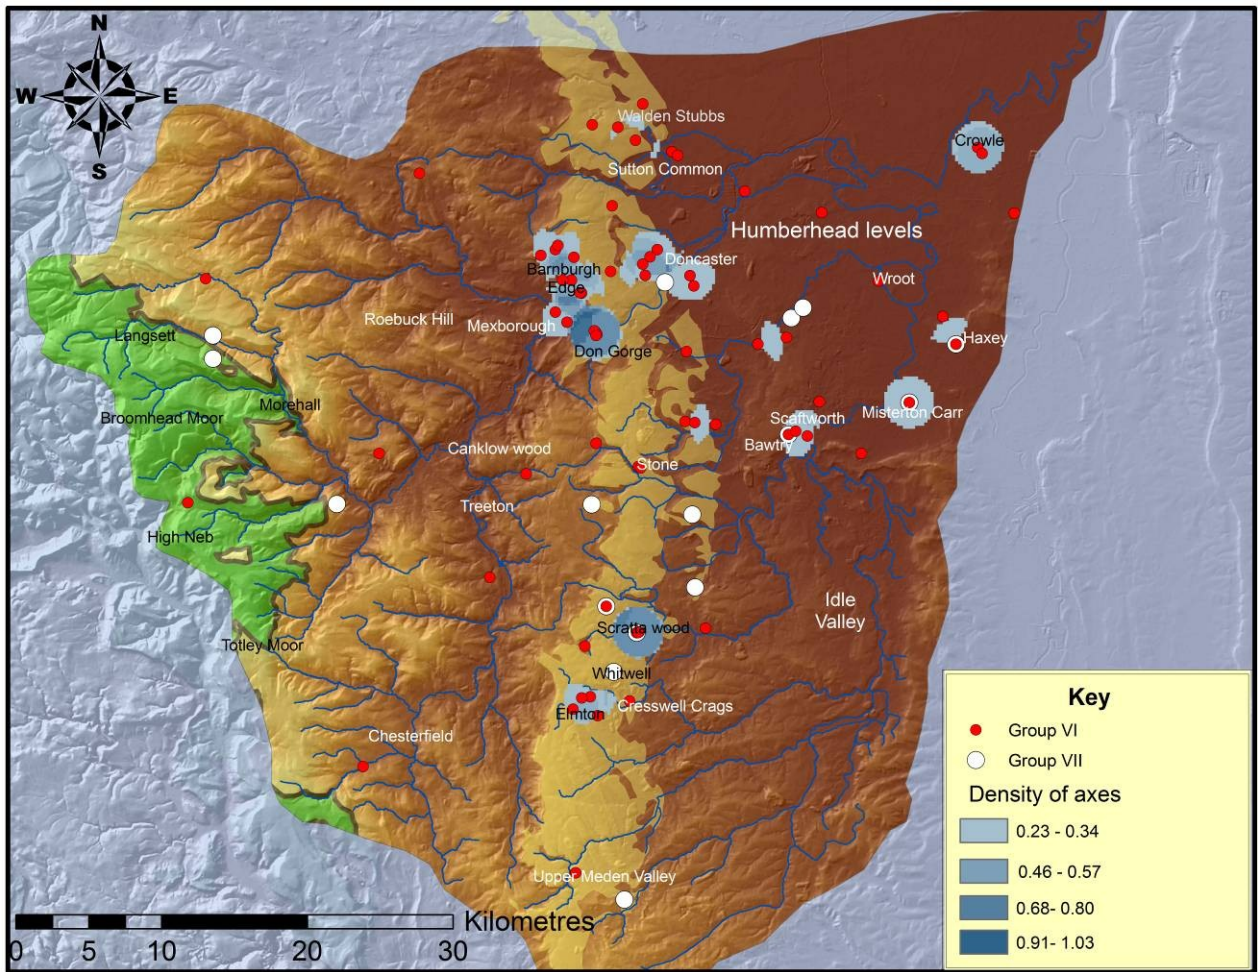 N
W
E
S
Walden Stubbs
Crowle
Sutton Common
Humberhead levels
Doncaster
Barnburgh
Edge
Wroot
Roebuck Hill
Mexborough
Langsett
Haxey
Don Gorge
Morehall
Broomhead Moor
Misterton Carr
Scaftworth
Bawtry
Canklow wood
Stone
Treeton
High Neb
Idle
Valley
Scratta wood
Totley Moor
Whitwell
Cresswell Crags
Elmton
Chesterfield
Upper Meden Valley
Kilometres
0 5 10 20 30
Key
Group VI
Group VII
Density of axes
0.23 - 0.34
0.46 - 0.57
0.68- 0.80
0.91- 1.03